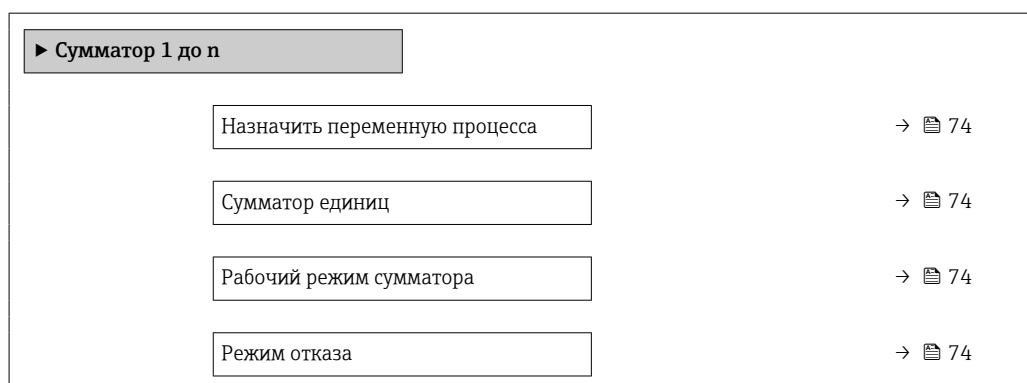 ▶ Сумматор 1 до n
Назначить переменную процесса → 74
Сумматор единиц → 74
Рабочий режим сумматора → 74
Режим отказа → 74